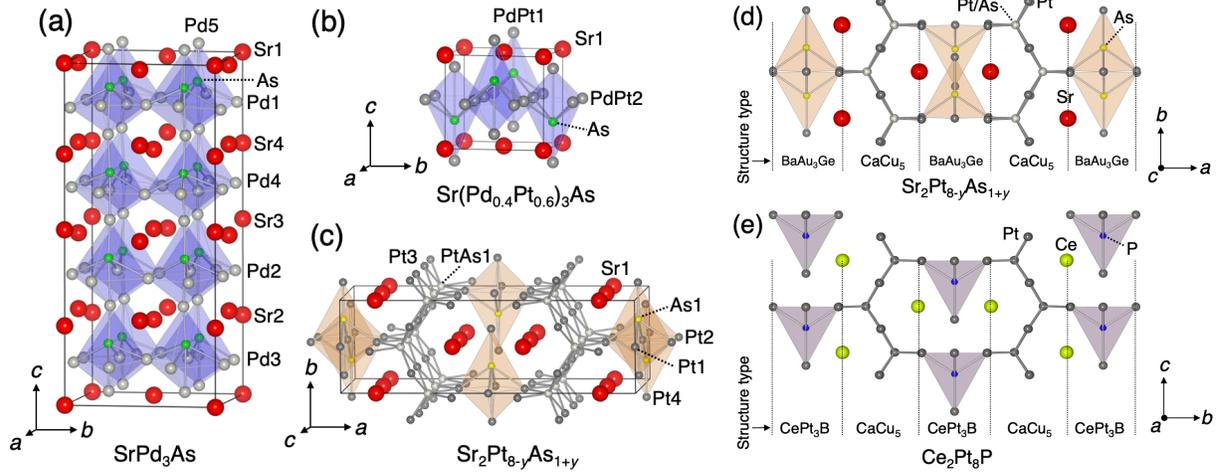 (a)
Pd5
Sr1
As
Pd1
Sr4
Pd4
Sr3
Pd2
Sr2
Pd3
c
a
b
SrPd3As
(b)
PdPt1
Sr1
PdPt2
As
c
a
b
Sr(Pd0.4Pt0.6)3As
(c)
Pt3
PtAs1
Sr1
As1
Pt2
Pt1
Pt4
b
c
a
Sr2Pt8-yAs1+y
(d)
Pt/As
Pt
As
Sr
b
c
a
Structure type
BaAu3Ge
CaCu5
BaAu3Ge
CaCu5
BaAu3Ge
Sr2Pt8-yAs1+y
(e)
Pt
Ce
P
c
a
b
Structure type
CePt3B
CaCu5
CePt3B
CaCu5
CePt3B
Ce2Pt8P